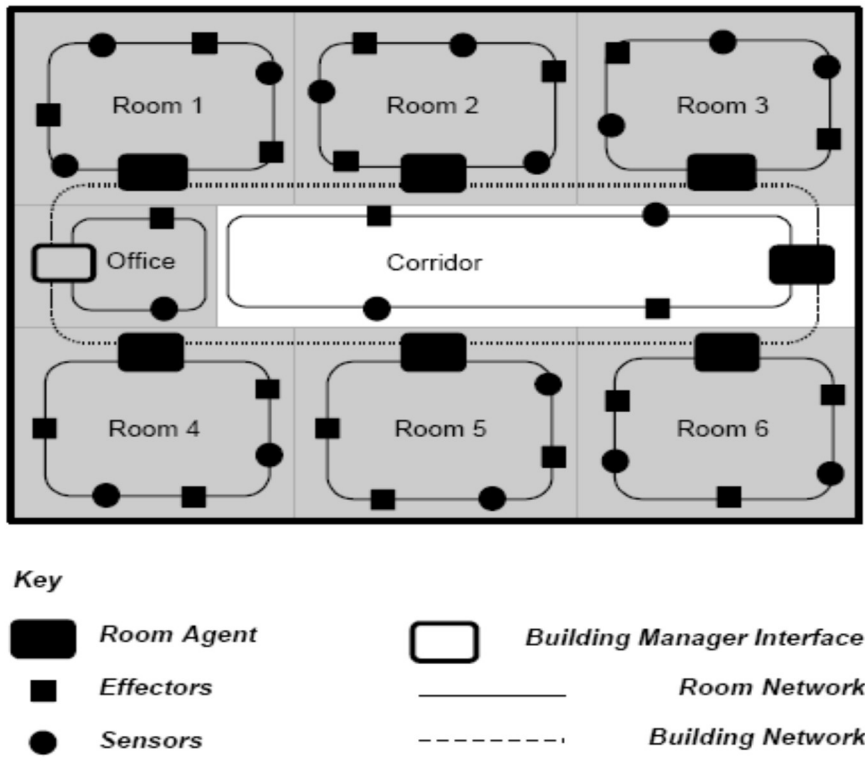 Room 1
Room 2
Room 3
Office
Corridor
Room 4
Room 5
Room 6
Key
Room Agent
Building Manager Interface
Effectors
Room Network
Sensors
Building Network